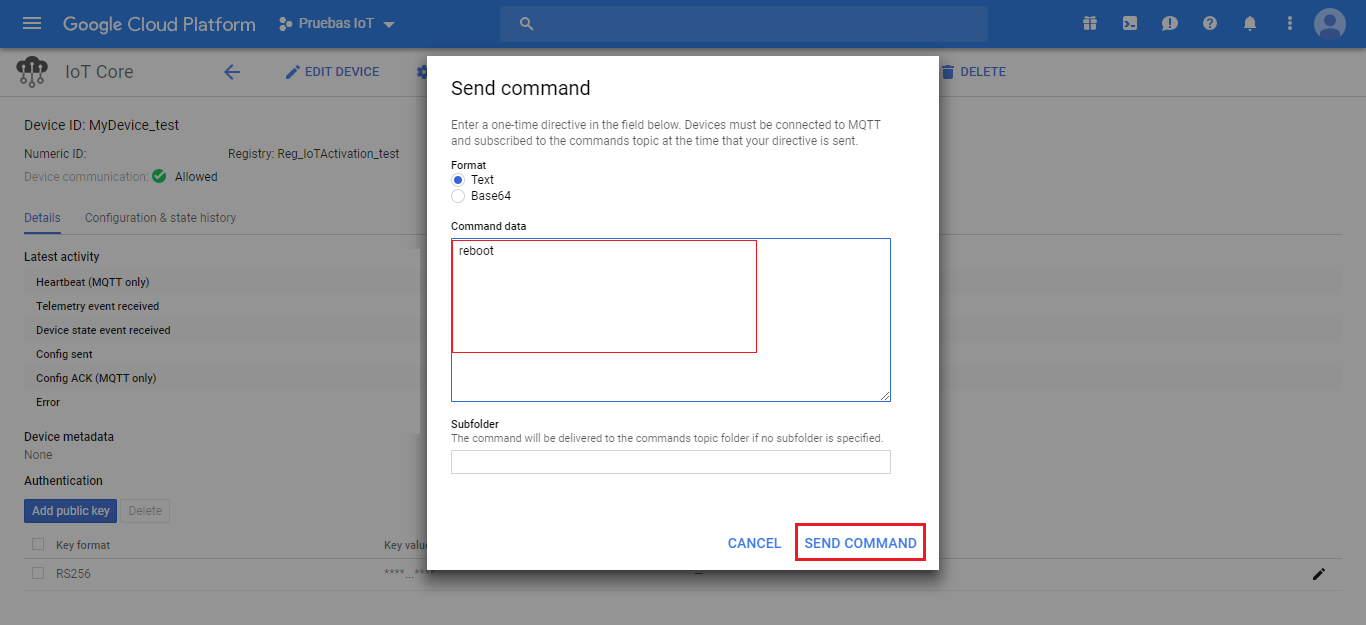 Google Cloud Platform
Pruebas IoT
IoT Core
EDIT DEVICE
DELETE
Device ID: MyDevice_test
Numeric ID:
Registry: Reg_IoTActivation_test
Device communication:
Allowed
Details
Configuration & state history
Latest activity
Heartbeat (MQTT only)
Telemetry event received
Device state event received
Config sent
Config ACK (MQTT only)
Error
Device metadata
None
Authentication
Add public key
Delete
Key format
Key value
RS256
****...****
—
Send command
Enter a one-time directive in the field below. Devices must be connected to MQTT
and subscribed to the commands topic at the time that your directive is sent.
Format
Text
Base64
Command data
reboot
Subfolder
The command will be delivered to the commands topic folder if no subfolder is specified.
CANCEL
SEND COMMAND